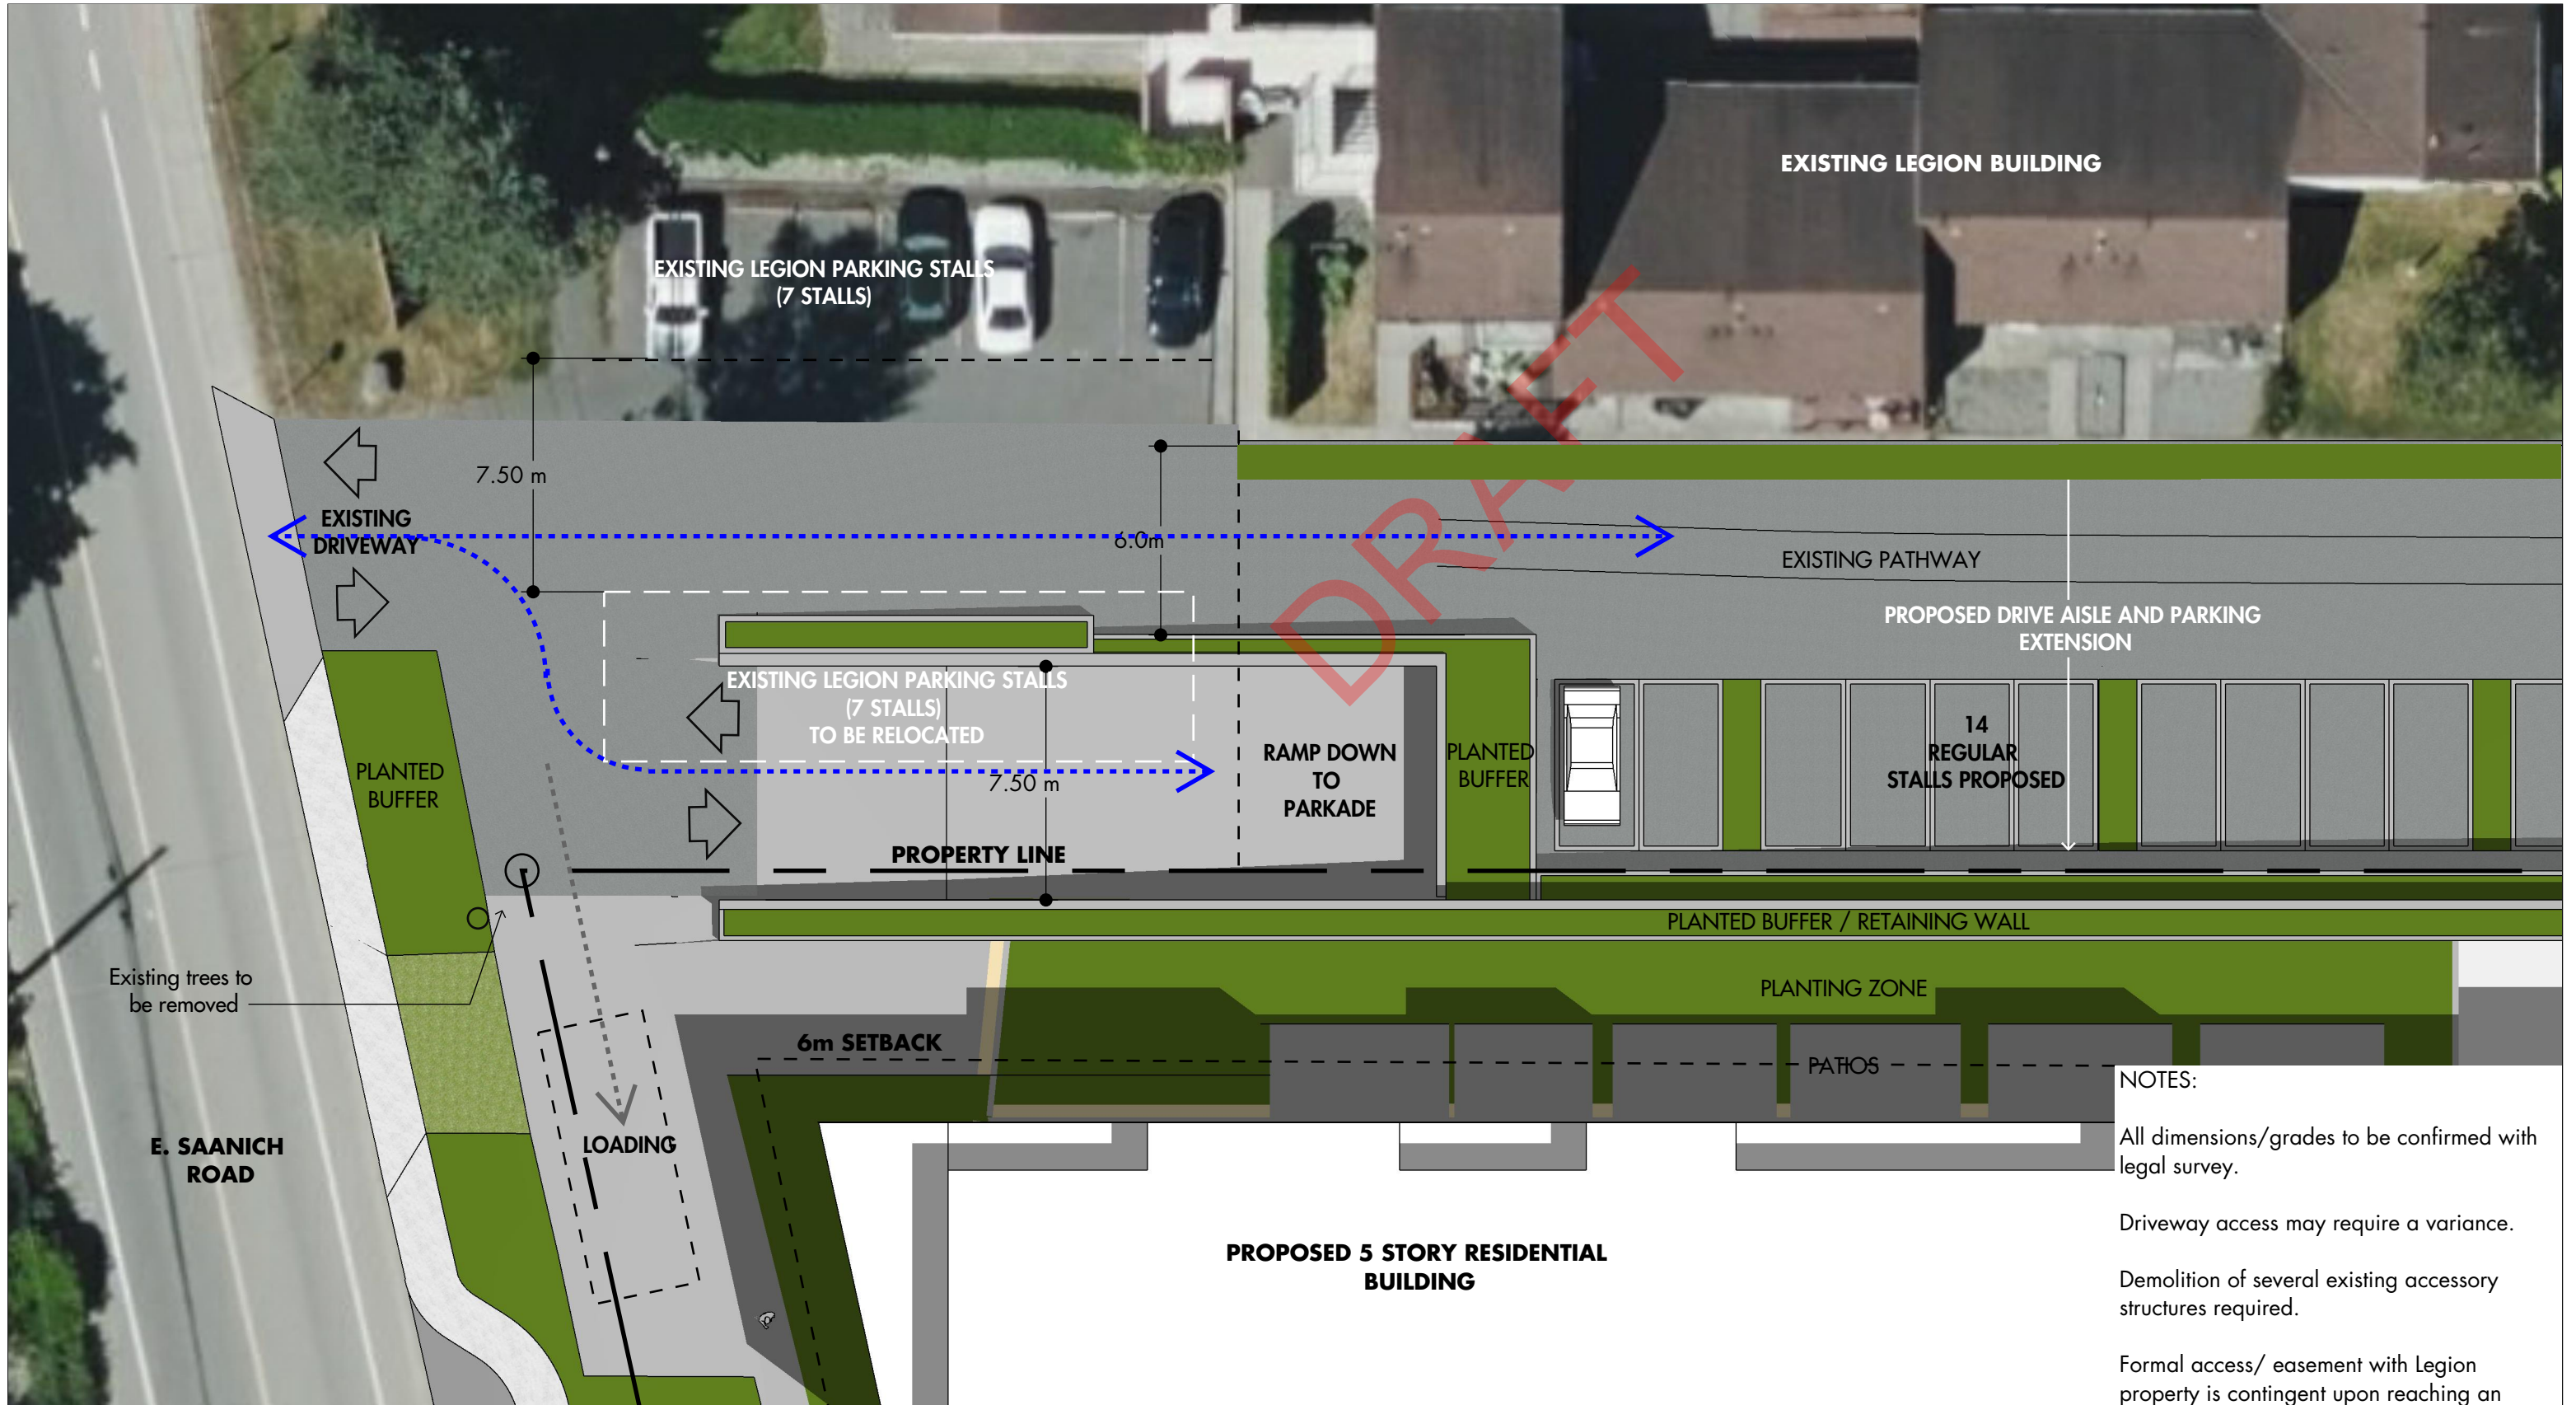 EXISTING LEGION BUILDING
EXISTING LEGION PARKING STALLS
(7 STALLS)
7.50 m
EXISTING
DRIVEWAY
6.0m
DRAFT
EXISTING PATHWAY
PROPOSED DRIVE AISLE AND PARKING
EXTENSION
EXISTING LEGION PARKING STALLS
(7 STALLS)
TO BE RELOCATED
RAMP DOWN
TO
PARKADE
PLANTED
BUFFER
14
REGULAR
STALLS PROPOSED
PLANTED
BUFFER
7.50 m
PROPERTY LINE
PLANTED BUFFER / RETAINING WALL
Existing trees to
be removed
PLANTING ZONE
6m SETBACK
PATIOS
LOADING
E. SAANICH
ROAD
PROPOSED 5 STORY RESIDENTIAL
BUILDING
NOTES:
All dimensions/grades to be confirmed with
legal survey.
Driveway access may require a variance.
Demolition of several existing accessory
structures required.
Formal access/ easement with Legion
property is contingent upon reaching an